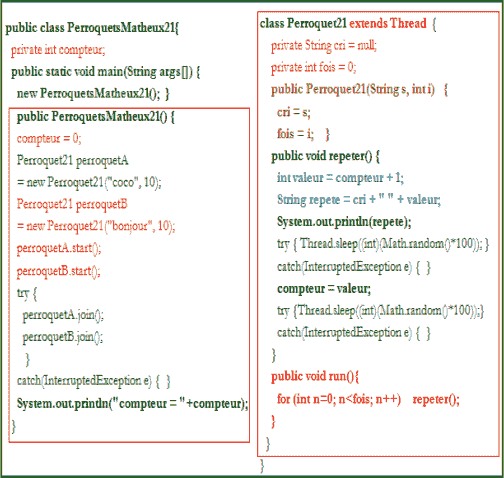 public class PerroquetsMatheux21{
private int compteur;
public static void main(String args[]) {
new PerroquetsMatheux21(); }
public PerroquetsMatheux21() {
compteur = 0;
Perroquet21 perroquetA
= new Perroquet21("coco", 10);
Perroquet21 perroquetB
= new Perroquet21("bonjour", 10);
perroquetA.start();
perroquetB.start();
try {
perroquetA.join();
perroquetB.join();
}
catch(InterruptedException e) { }
System.out.println("compteur = "+compteur);
}
class Perroquet21 extends Thread {
private String cri = null;
private int fois = 0;
public Perroquet21(String s, int i) {
cri = s;
fois = i; }
public void repeter() {
int valeur = compteur + 1;
String repete = cri + " " + valeur;
System.out.println(repete);
try { Thread.sleep((int)(Math.random()*100)); }
catch(InterruptedException e) { }
compteur = valeur;
try {Thread.sleep((int)(Math.random()*100);}
catch(InterruptedException e) { }
}
public void run(){
for (int n=0; n<fois; n++) repeter();
}
}
}